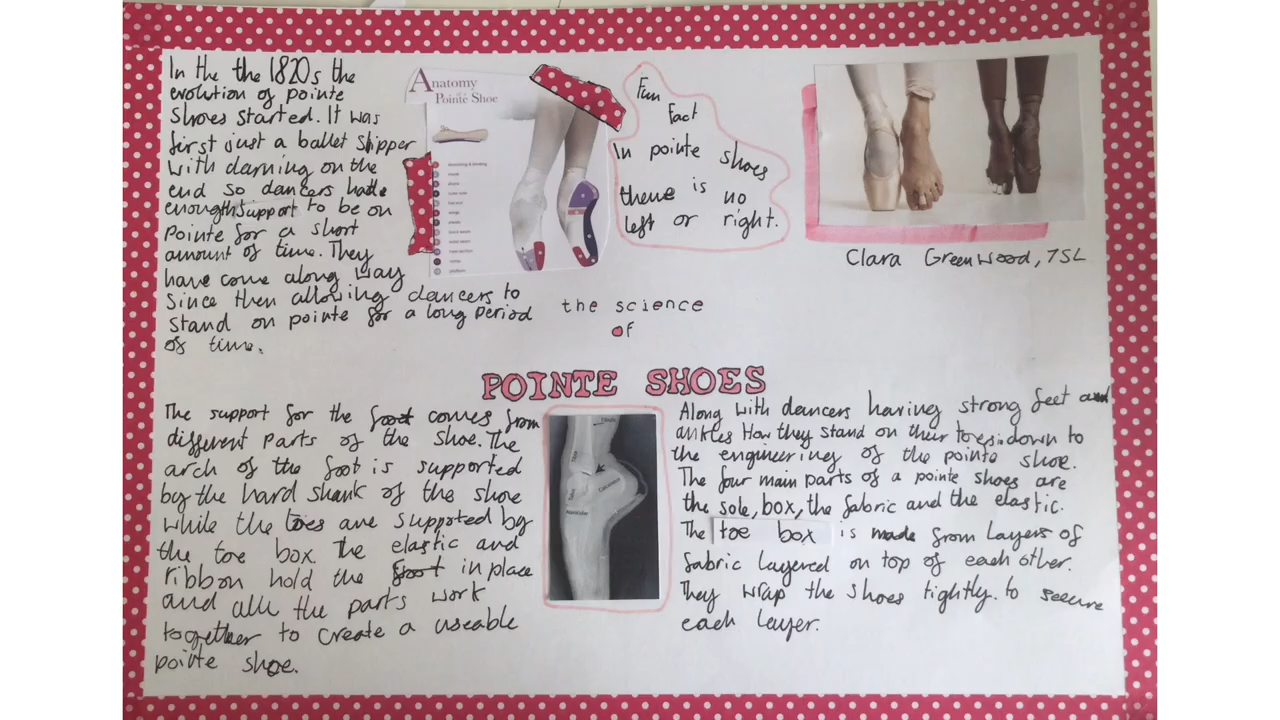 In the the 1820s the
evolution of pointe
Shoes started. It was
first just a ballet slipper
with darning on the
end so dancers had
enough support to be on
pointe for a short
amount of time. They
have come along way
since then allowing dancers to
stand on pointe for a long period
of time.
Anatomy
of a
Pointe Shoe
Fun
Fact
In pointe shoes
there is no
left or right.
Clara Greenwood, 7SL
the science
of
POINTE SHOES
The support for the foot comes from
different parts of the shoe. The
arch of the foot is supported
by the hard shank of the shoe
while the toes are supported by
the toe box. The elastic and
ribbon hold the foot in place
and all the parts work
together to create a useable
pointe shoe.
Tibia
Talus
Calcaneus
Navicular
Along with dancers having strong feet and
ankles How they stand on their toes is down to
the engineering of the pointe shoe.
The four main parts of a pointe shoes are
the sole, box, the fabric and the elastic.
The toe box is made from layers of
fabric layered on top of each other.
They wrap the shoes tightly. to secure
each layer.